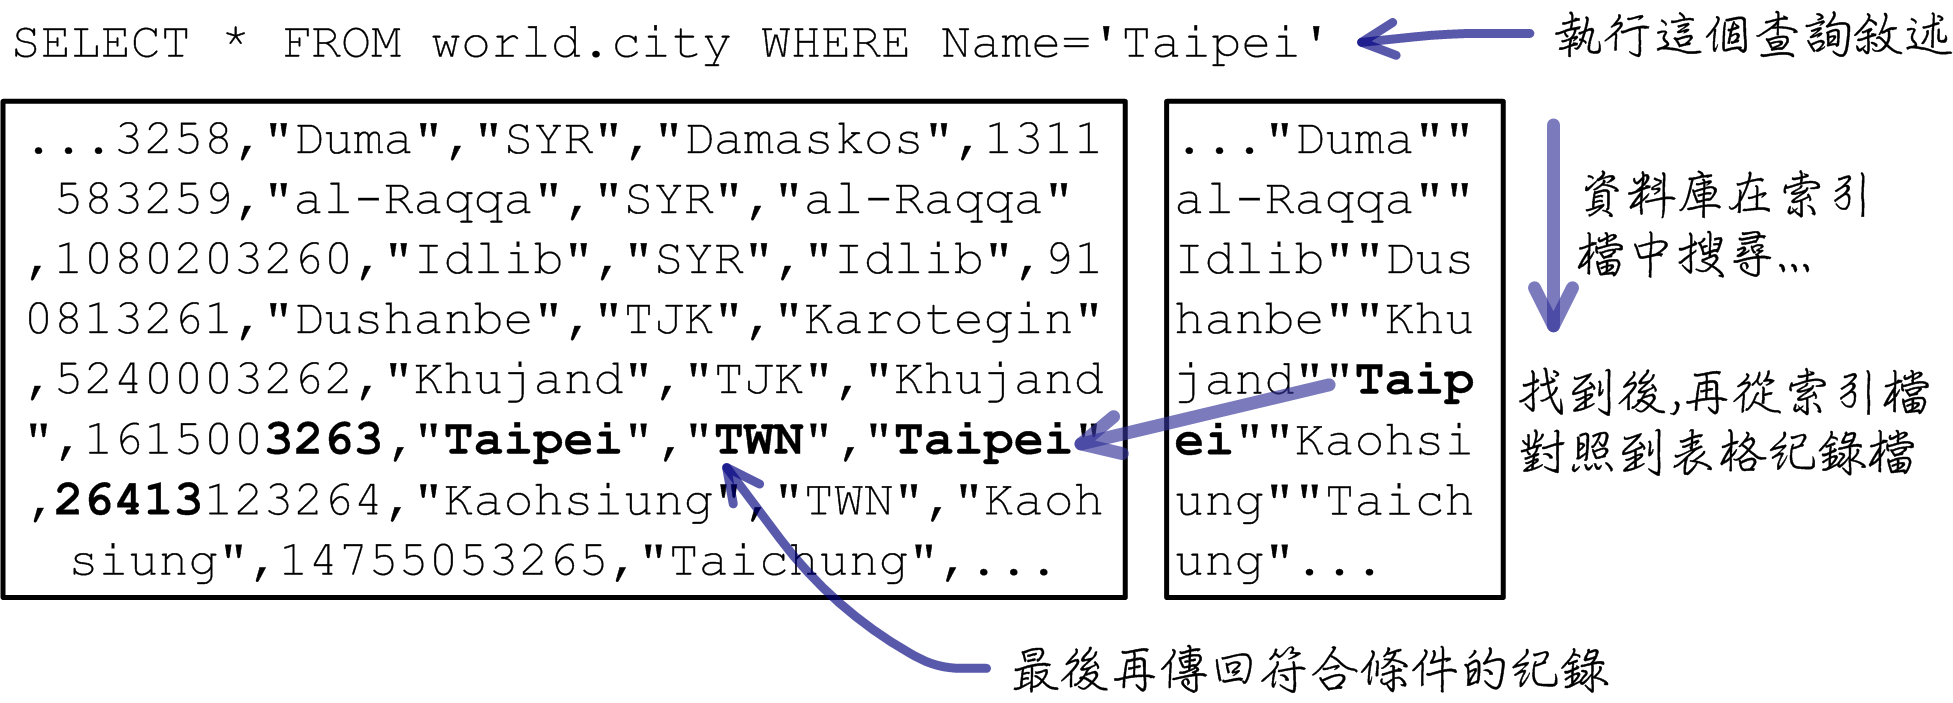 SELECT * FROM world.city WHERE Name='Taipei'
執行這個查詢敘述
...3258,"Duma","SYR","Damaskos",1311
583259,"al-Raqqa","SYR","al-Raqqa"
,1080203260,"Idlib","SYR","Idlib",91
0813261,"Dushanbe","TJK","Karotegin"
,5240003262,"Khujand","TJK","Khujand
",1615003263,"Taipei","TWN","Taipei"
,26413123264,"Kaohsiung","TWN","Kaoh
siung",14755053265,"Taichung",...
..."Duma""
al-Raqqa""
Idlib""Dus
hanbe""Khu
jand""Taip
ei""Kaohsi
ung""Taich
ung"...
資料庫在索引
檔中搜尋...
找到後,再從索引檔
對照到表格紀錄檔
最後再傳回符合條件的紀錄